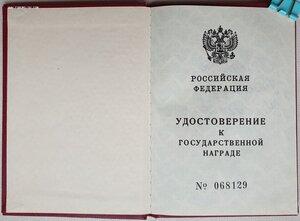 РОССИЙСКАЯ
ФЕДЕРАЦИЯ
УДОСТОВЕРЕНИЕ
К
ГОСУДАРСТВЕННОЙ
НАГРАДЕ
№ 068129